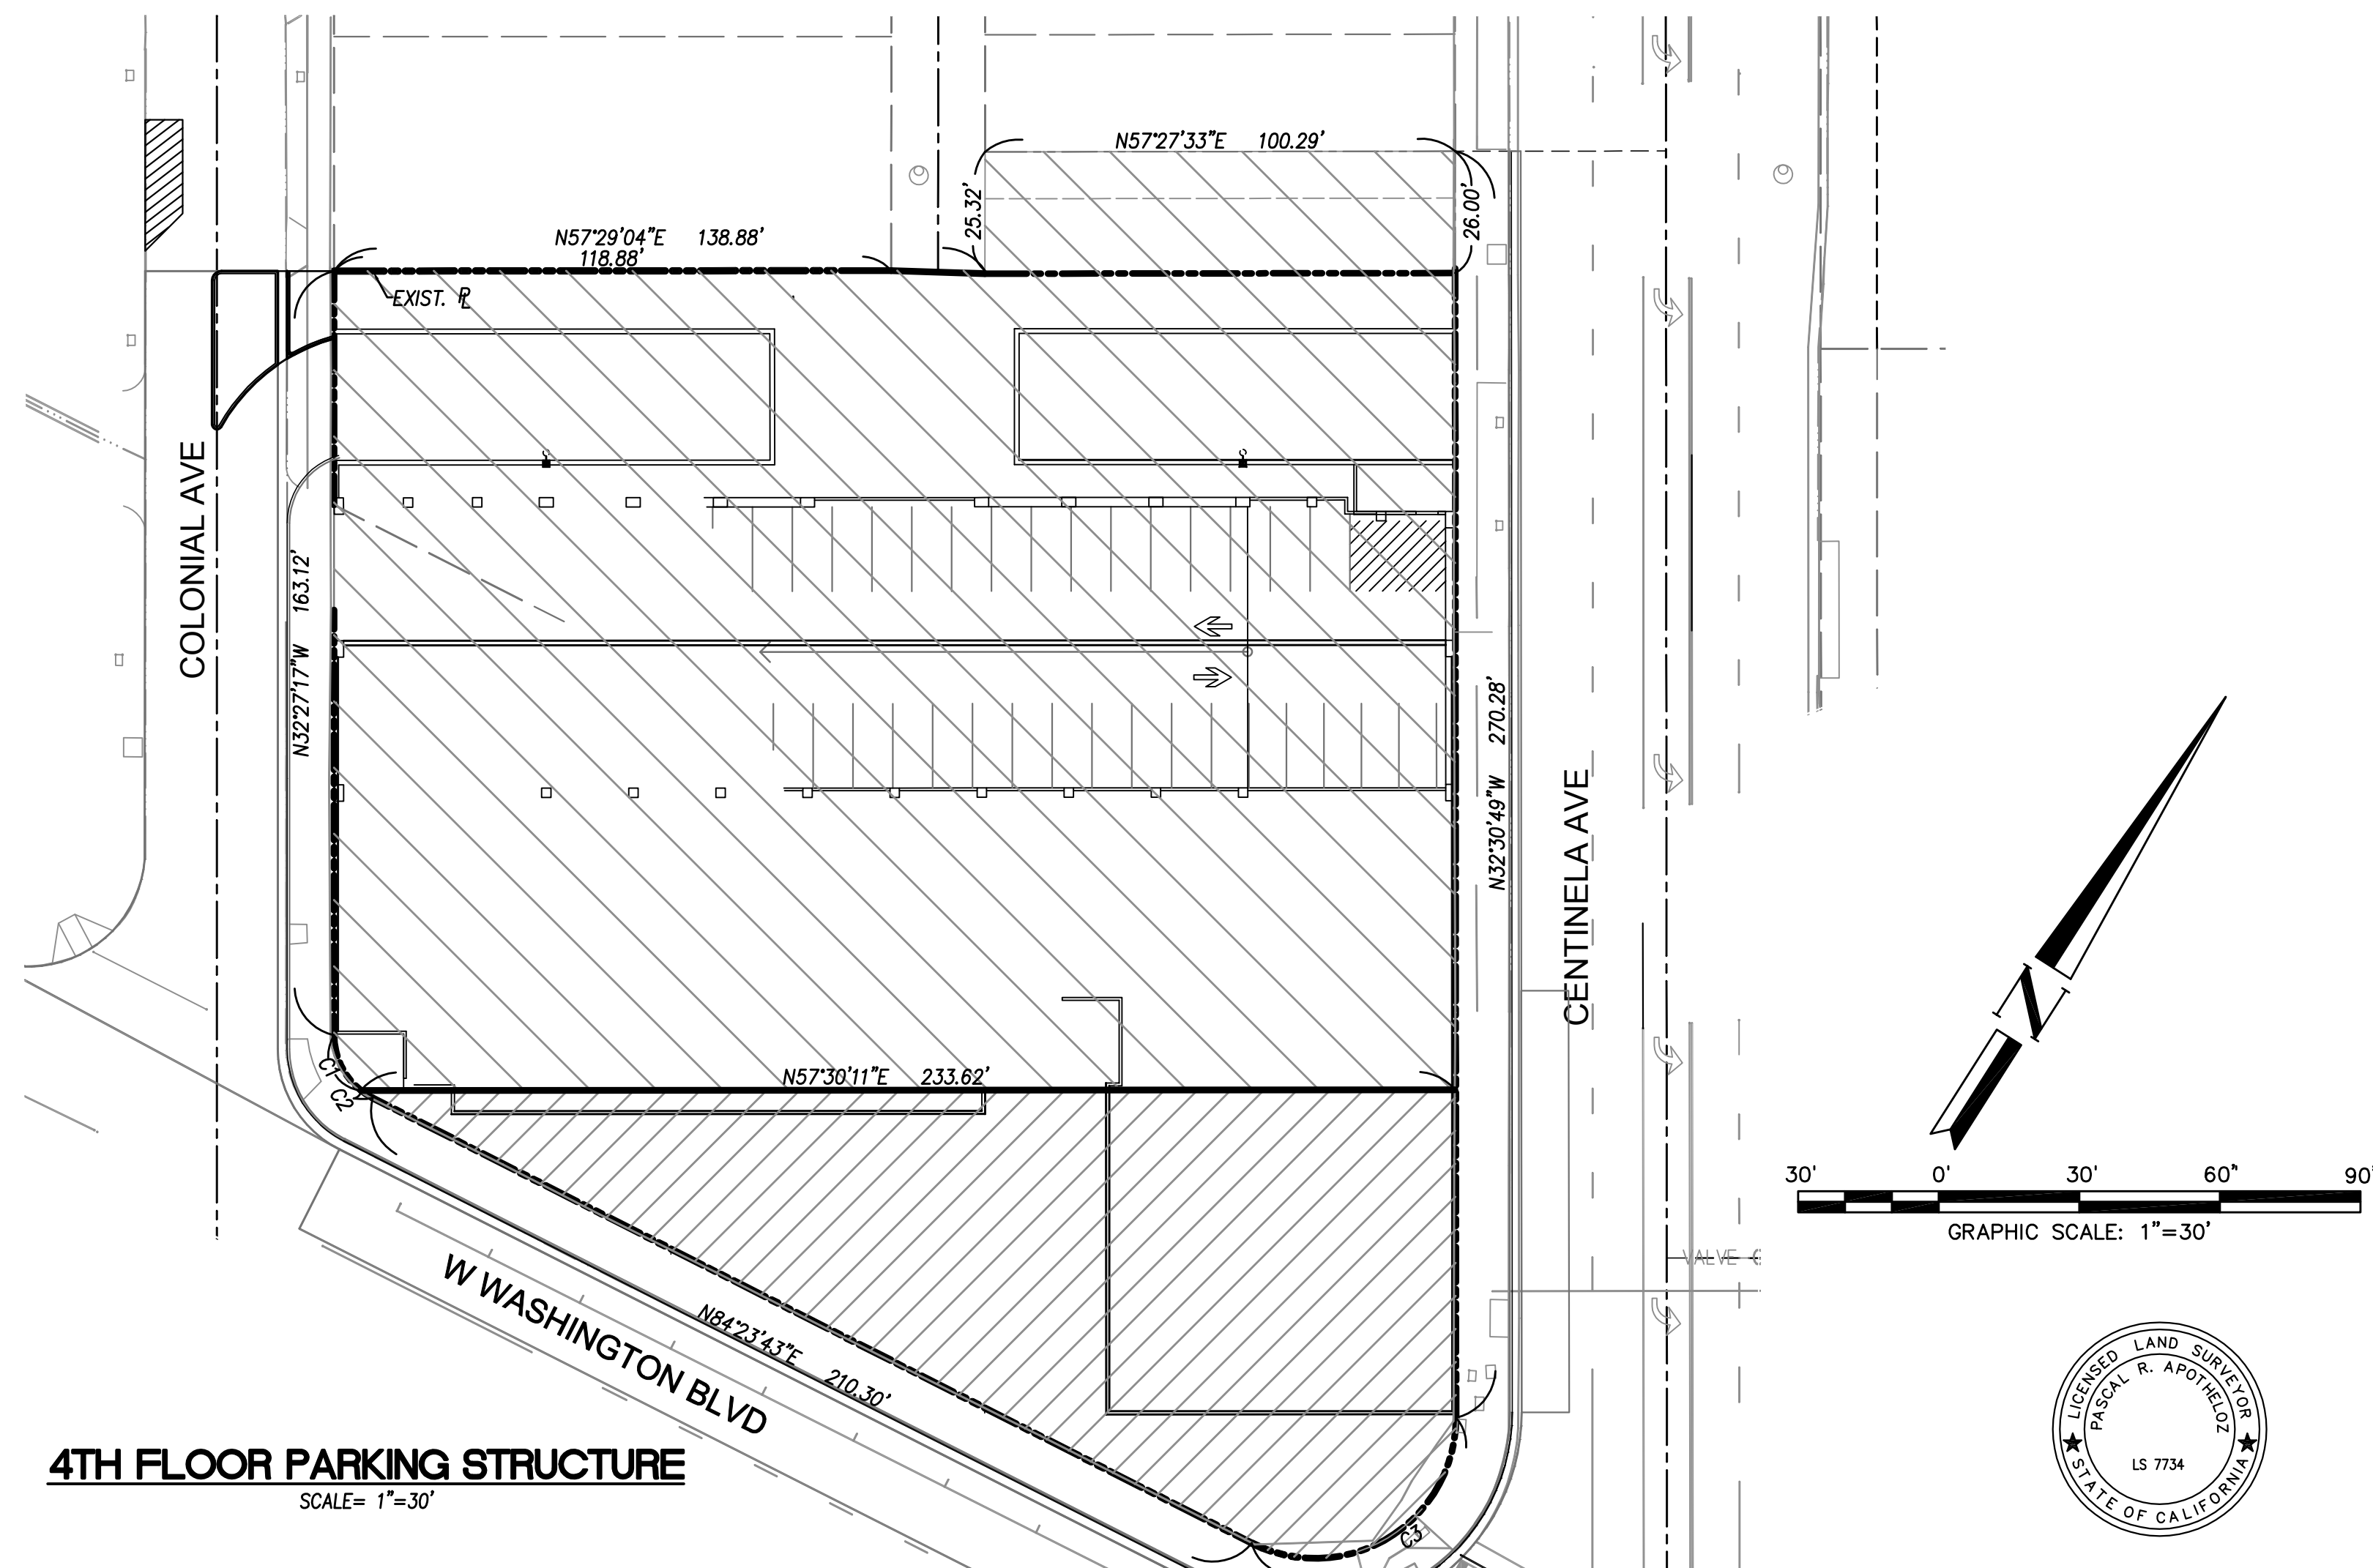 N57°27'33"E 100.29'
25.32'
26.00'
N57°29'04"E 138.88'
118.88'
EXIST. PL
COLONIAL AVE
N32°27'17"W 163.12'
N32°30'49"W 270.28'
CENTINELA AVE
C1
C2
N57°30'11"E 233.62'
30' 0' 30' 60' 90'
GRAPHIC SCALE: 1"=30'
VALVE
W WASHINGTON BLVD
N84°23'43"E 210.30'
C3
4TH FLOOR PARKING STRUCTURE
SCALE= 1"=30'
N
LICENSED LAND SURVEYOR
PASCAL R. APOTHELOZ
LS 7734
STATE OF CALIFORNIA